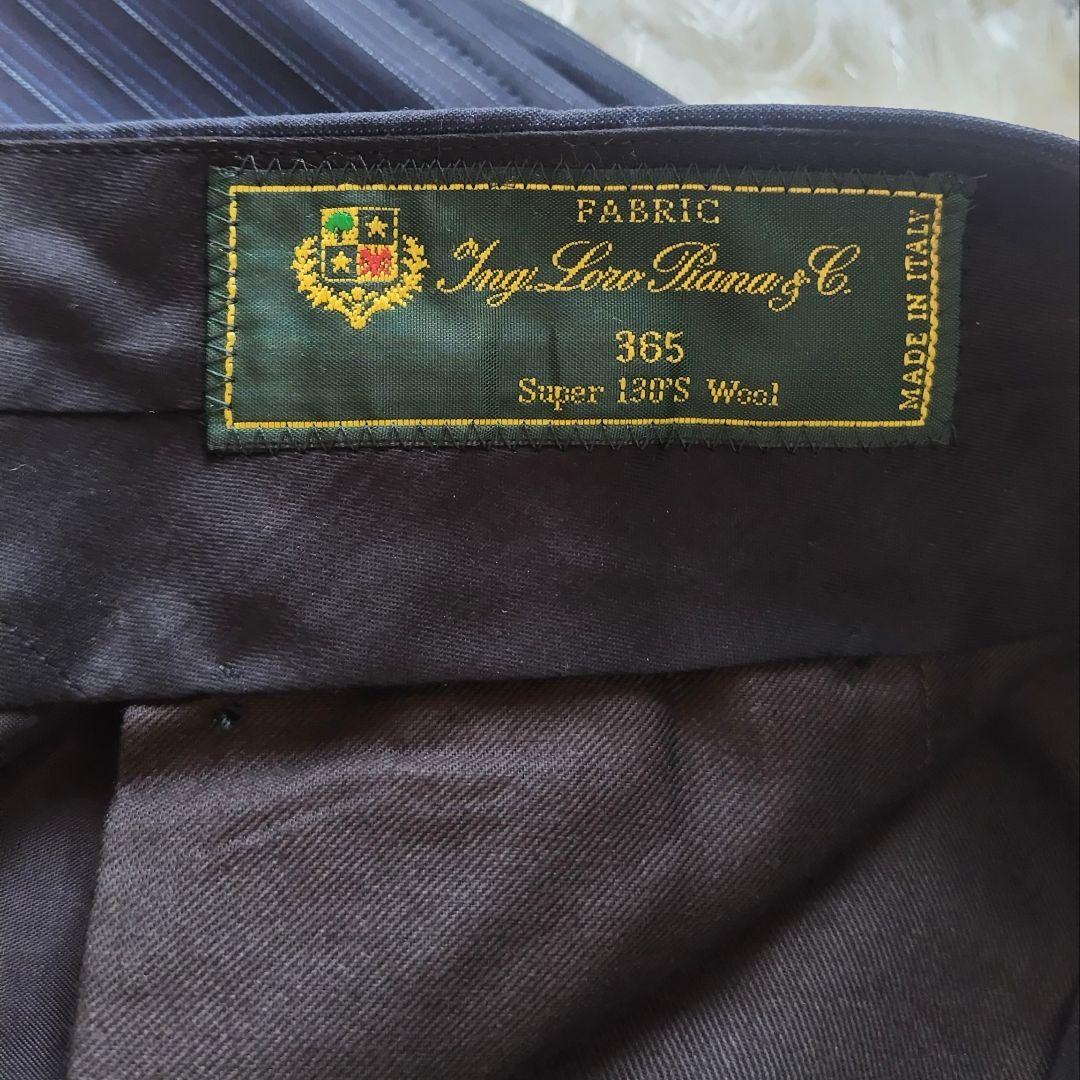 FABRIC
Ing. Loro Piana & C.
365
Super 130'S Wool
MADE IN ITALY